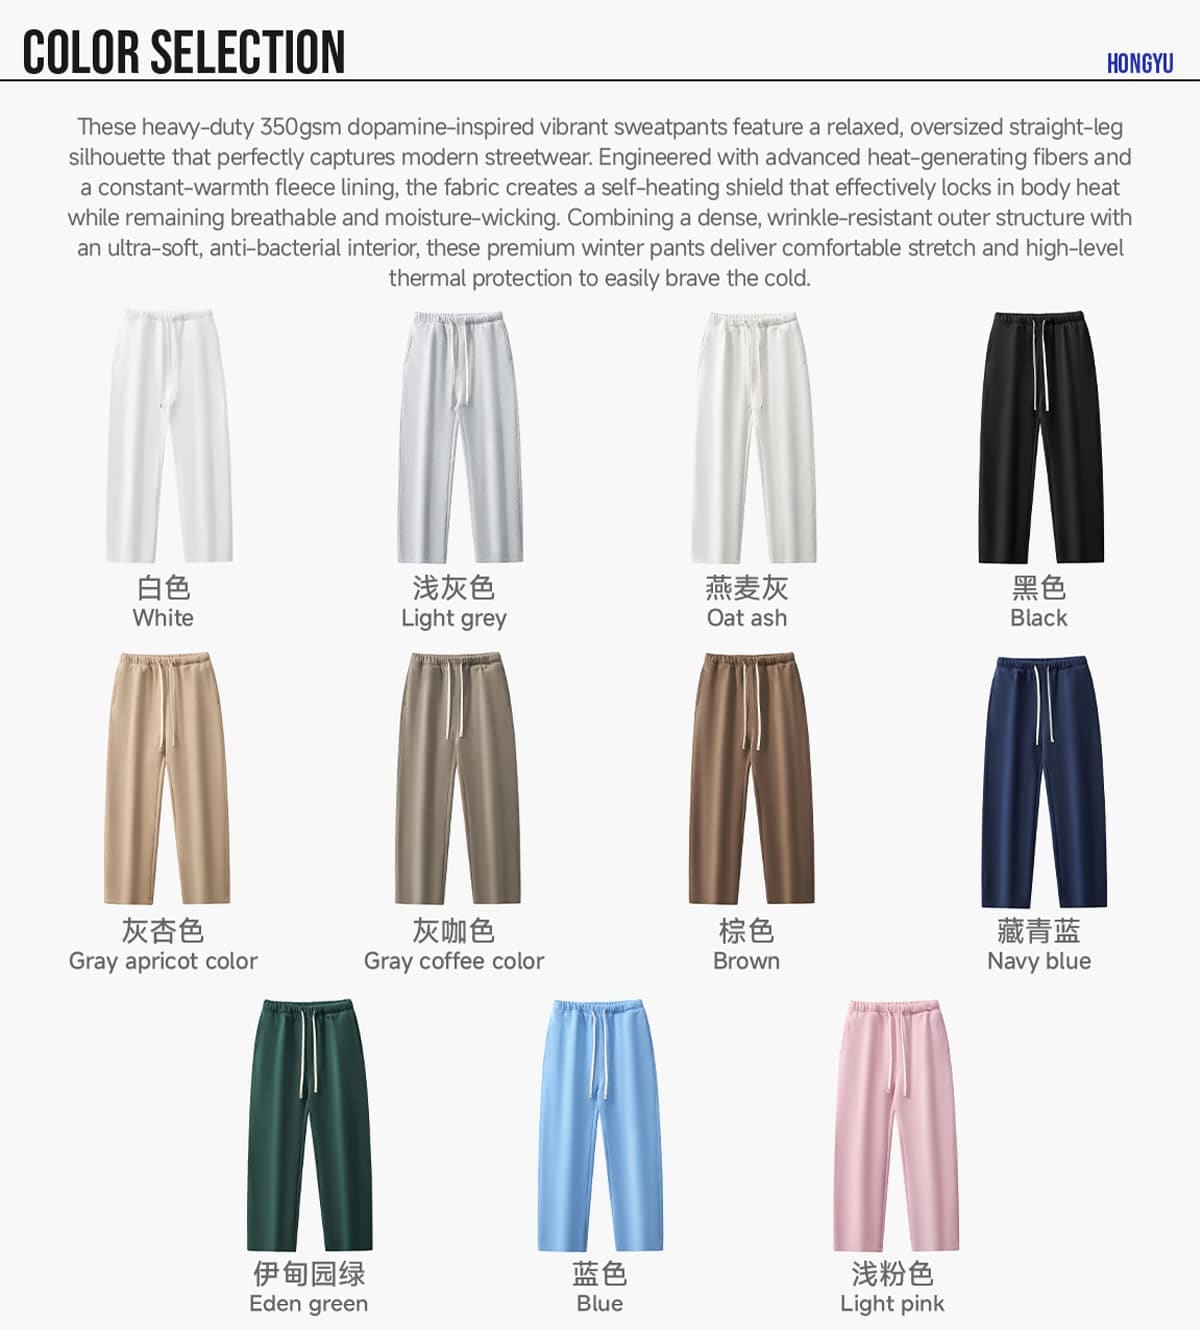 COLOR SELECTION
HONGYU
These heavy-duty 350gsm dopamine-inspired vibrant sweatpants feature a relaxed, oversized straight-leg
silhouette that perfectly captures modern streetwear. Engineered with advanced heat-generating fibers and
a constant-warmth fleece lining, the fabric creates a self-heating shield that effectively locks in body heat
while remaining breathable and moisture-wicking. Combining a dense, wrinkle-resistant outer structure with
an ultra-soft, anti-bacterial interior, these premium winter pants deliver comfortable stretch and high-level
thermal protection to easily brave the cold.
白色
White
浅灰色
Light grey
燕麦灰
Oat ash
黑色
Black
灰杏色
Gray apricot color
灰咖色
Gray coffee color
棕色
Brown
藏青蓝
Navy blue
伊甸园绿
Eden green
蓝色
Blue
浅粉色
Light pink